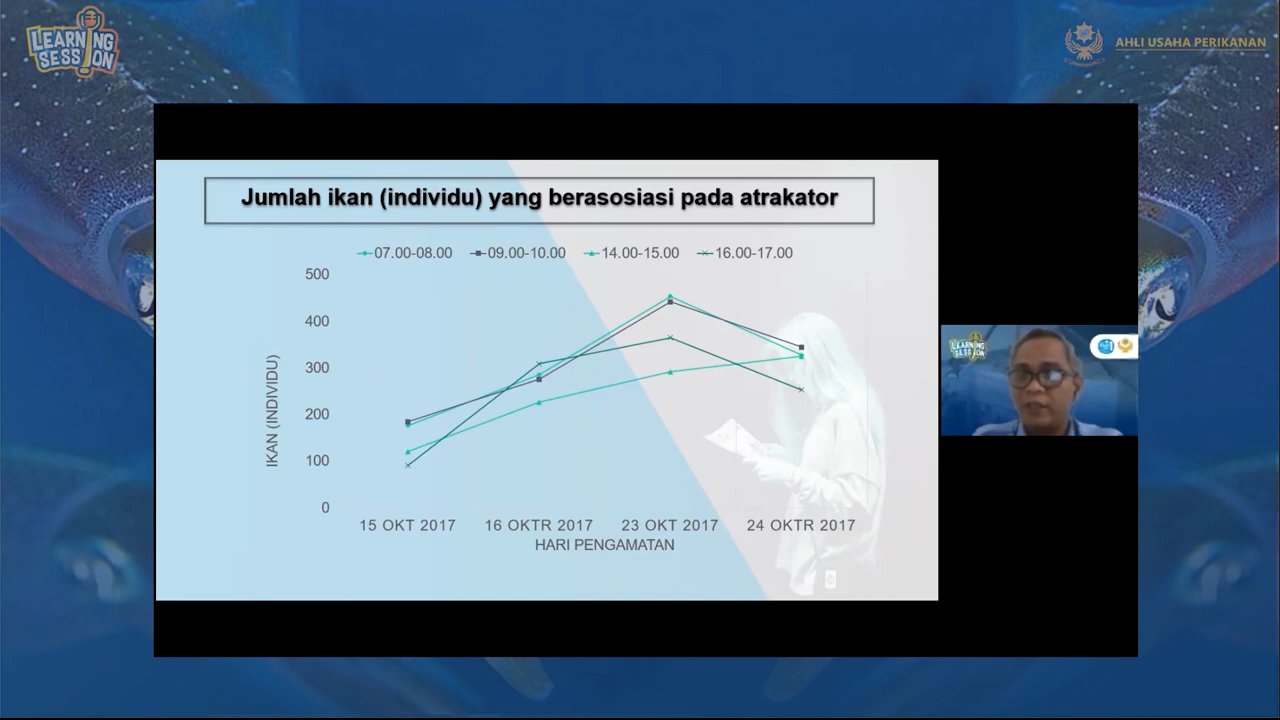 LEARNING
SESSION
AHLI USAHA PERIKANAN
Jumlah ikan (individu) yang berasosiasi pada atrakator
07.00-08.00 09.00-10.00 14.00-15.00 16.00-17.00
500
400
300
200
100
0
IKAN (INDIVIDU)
15 OKT 2017 16 OKTR 2017 23 OKT 2017 24 OKTR 2017
HARI PENGAMATAN
LEARNING
SESSION